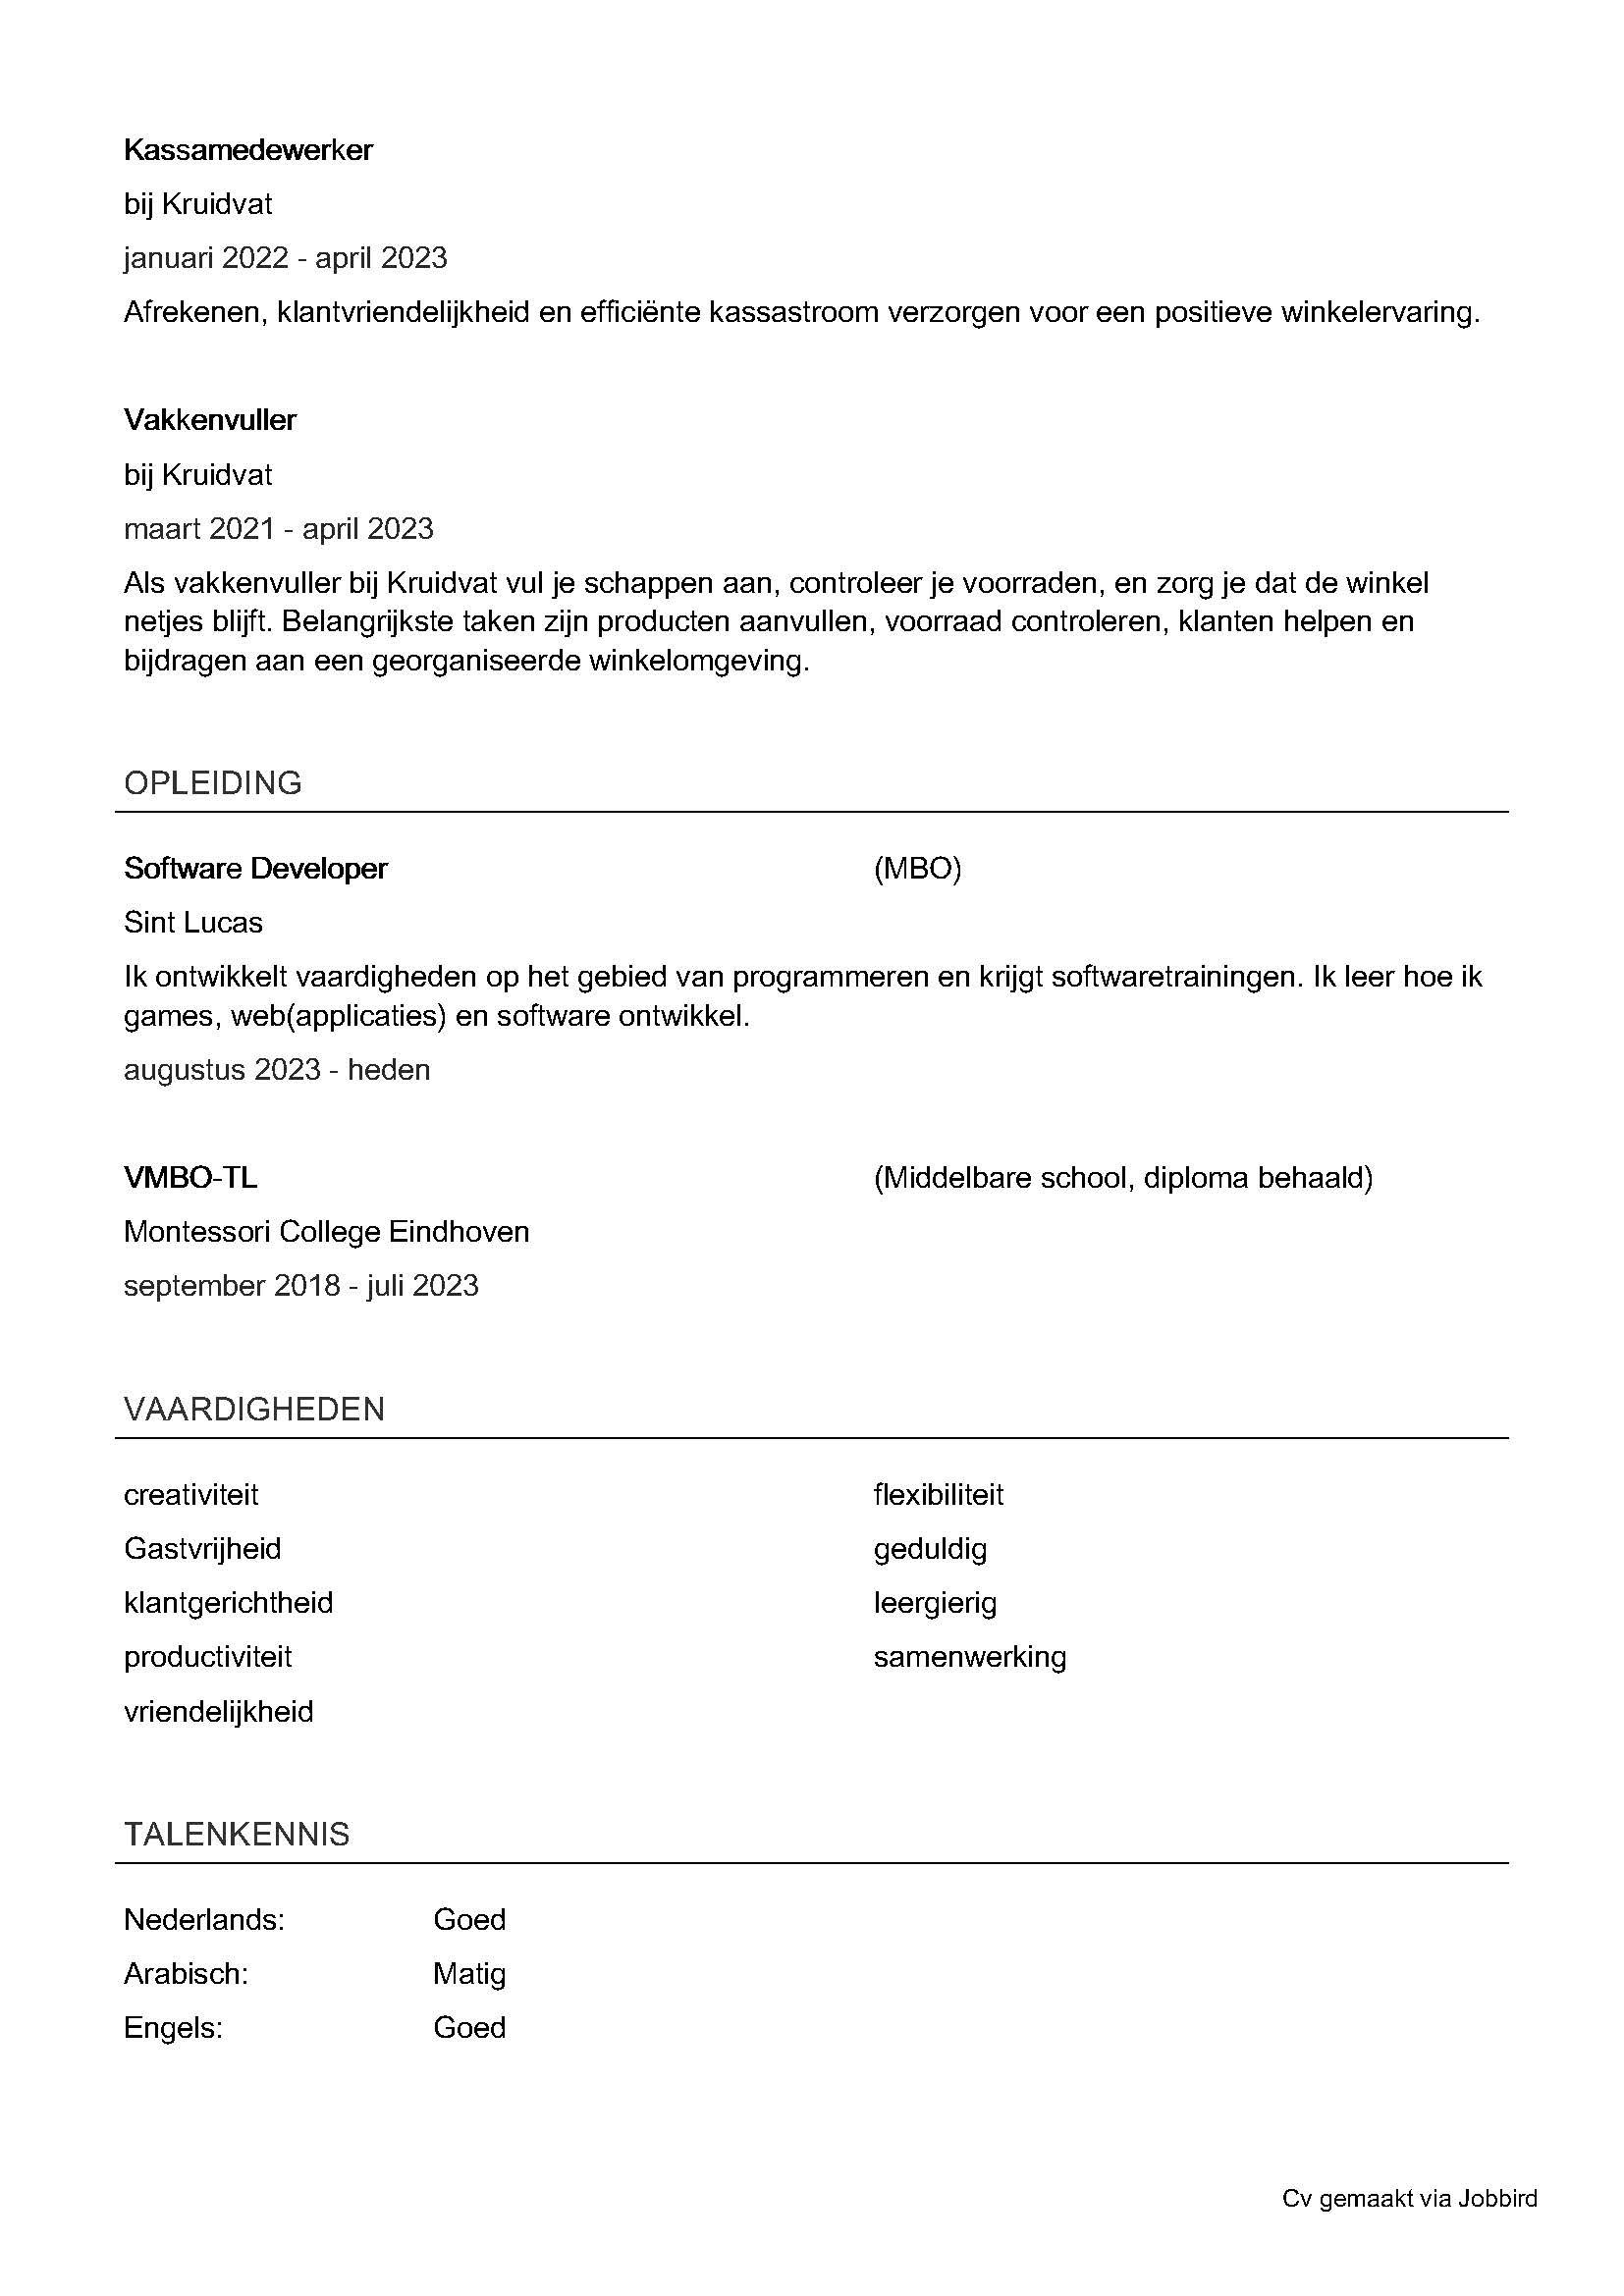 Kassamedewerker
bij Kruidvat
januari 2022 - april 2023
Afrekenen, klantvriendelijkheid en efficiënte kassastroom verzorgen voor een positieve winkelervaring.
Vakkenvuller
bij Kruidvat
maart 2021 - april 2023
Als vakkenvuller bij Kruidvat vul je schappen aan, controleer je voorraden, en zorg je dat de winkel
netjes blijft. Belangrijkste taken zijn producten aanvullen, voorraad controleren, klanten helpen en
bijdragen aan een georganiseerde winkelomgeving.
OPLEIDING
Software Developer (MBO)
Sint Lucas
Ik ontwikkelt vaardigheden op het gebied van programmeren en krijgt softwaretrainingen. Ik leer hoe ik
games, web(applicaties) en software ontwikkel.
augustus 2023 - heden
VMBO-TL (Middelbare school, diploma behaald)
Montessori College Eindhoven
september 2018 - juli 2023
VAARDIGHEDEN
creativiteit flexibiliteit
Gastvrijheid geduldig
klantgerichtheid leergierig
productiviteit samenwerking
vriendelijkheid
TALENKENNIS
Nederlands: Goed
Arabisch: Matig
Engels: Goed
Cv gemaakt via Jobbird